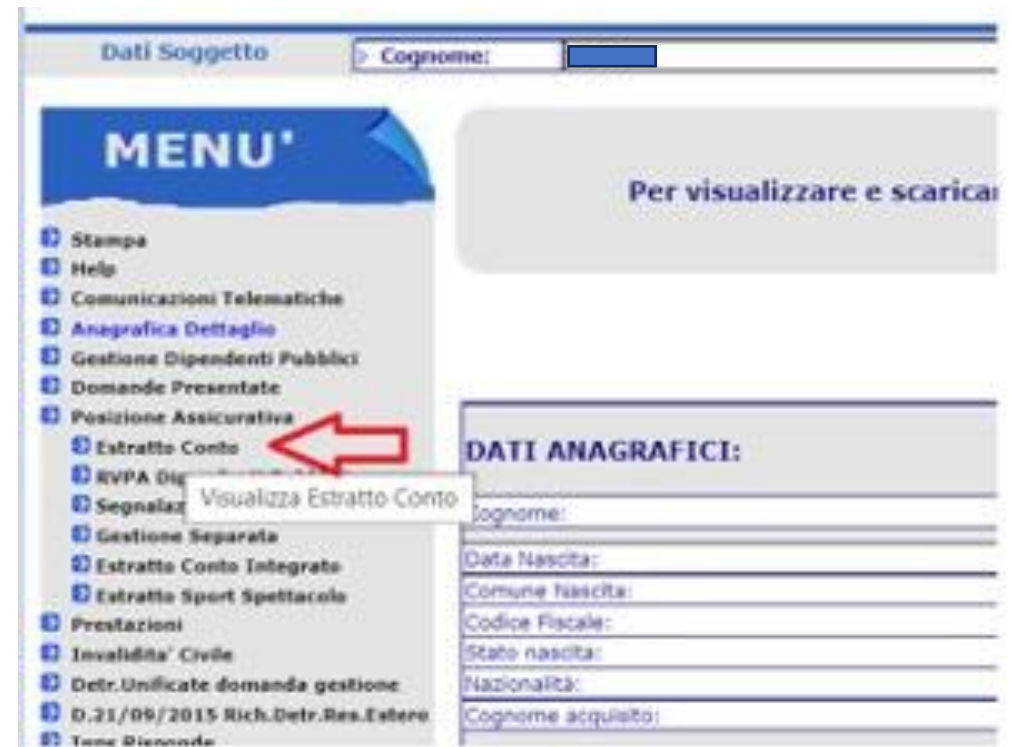 Dati Soggetto
Cognome:
MENU'
Per visualizzare e scaricar
Stampa
Help
Comunicazioni Telematiche
Anagrafica Dettaglio
Gestione Dipendenti Pubblici
Domande Presentate
Posizione Assicurativa
Estratto Conto
RVPA
Visualizza Estratto Conto
Gestione Separata
Estratto Conto Integrato
Estratto Sport Spettacolo
Prestazioni
Invalidita' Civile
Detr.Unificate domanda gestione
D.21/09/2015 Rich.Detr.Res.Estero
Inps Risponde
DATI ANAGRAFICI:
Cognome:
Data Nascita:
Comune Nascita:
Codice Fiscale:
Stato nascita:
Nazionalità:
Cognome acquisito: